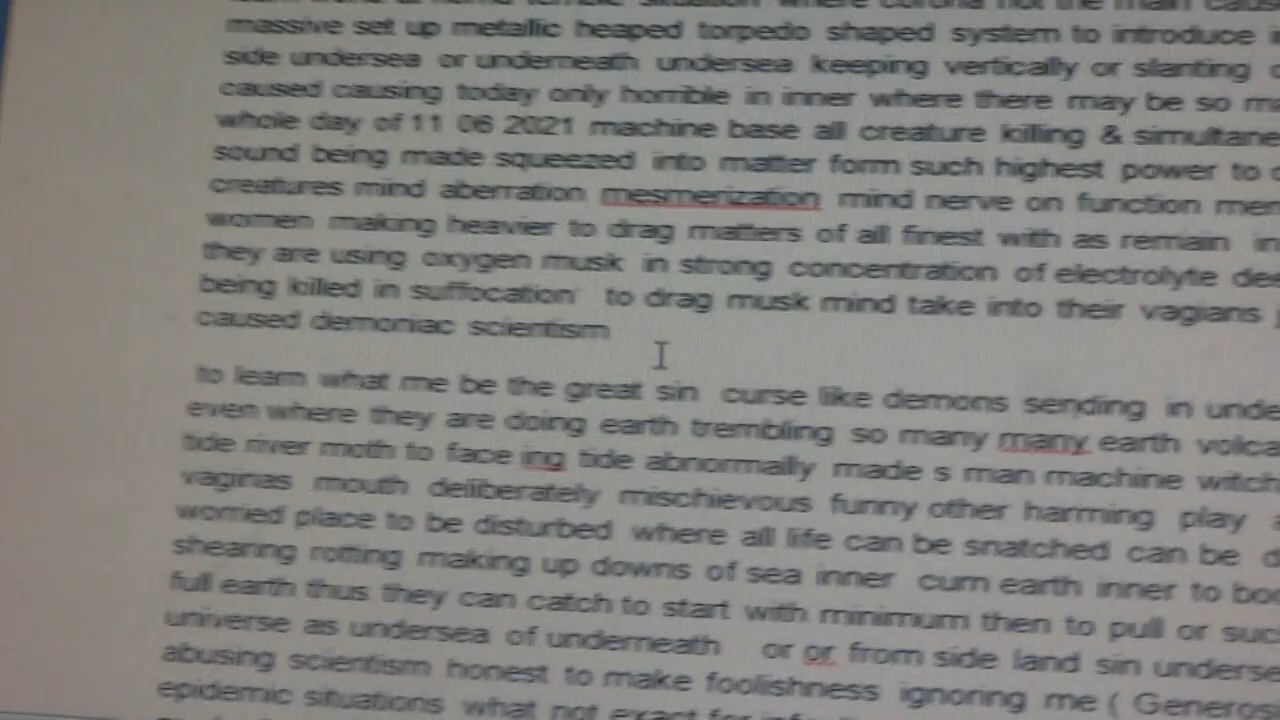 massive set up metallic heaped torpedo shaped system to introduce
side undersea or underneath undersea keeping vertically or slanting
caused causing today only horrible in inner where there may be so
whole day of 11 06 2021 machine base all creature killing &
sound being made squeezed into matter form such highest power to
creatures mind aberration mesmerization mind nerve on function
women making heavier to drag matters of all finest with as remain
they are using oxygen musk in strong concentration of electrolyte
being killed in suffocation to drag musk mind take into their vagians
caused demoniac scientism
to learn what me be the great sin curse like demons sending in
even where they are doing earth trembling so many many earth
tide river moth to face ing tide abnormally made s man machine
vaginas mouth deliberately mischievous funny other harming play
worried place to be disturbed where all life can be snatched can be
shearing rotting making up downs of sea inner cum earth inner to
full earth thus they can catch to start with minimum then to pull or
universe as undersea of underneath or or from side land sin
abusing scientism honest to make foolishness ignoring me (
epidemic situations what not exact for